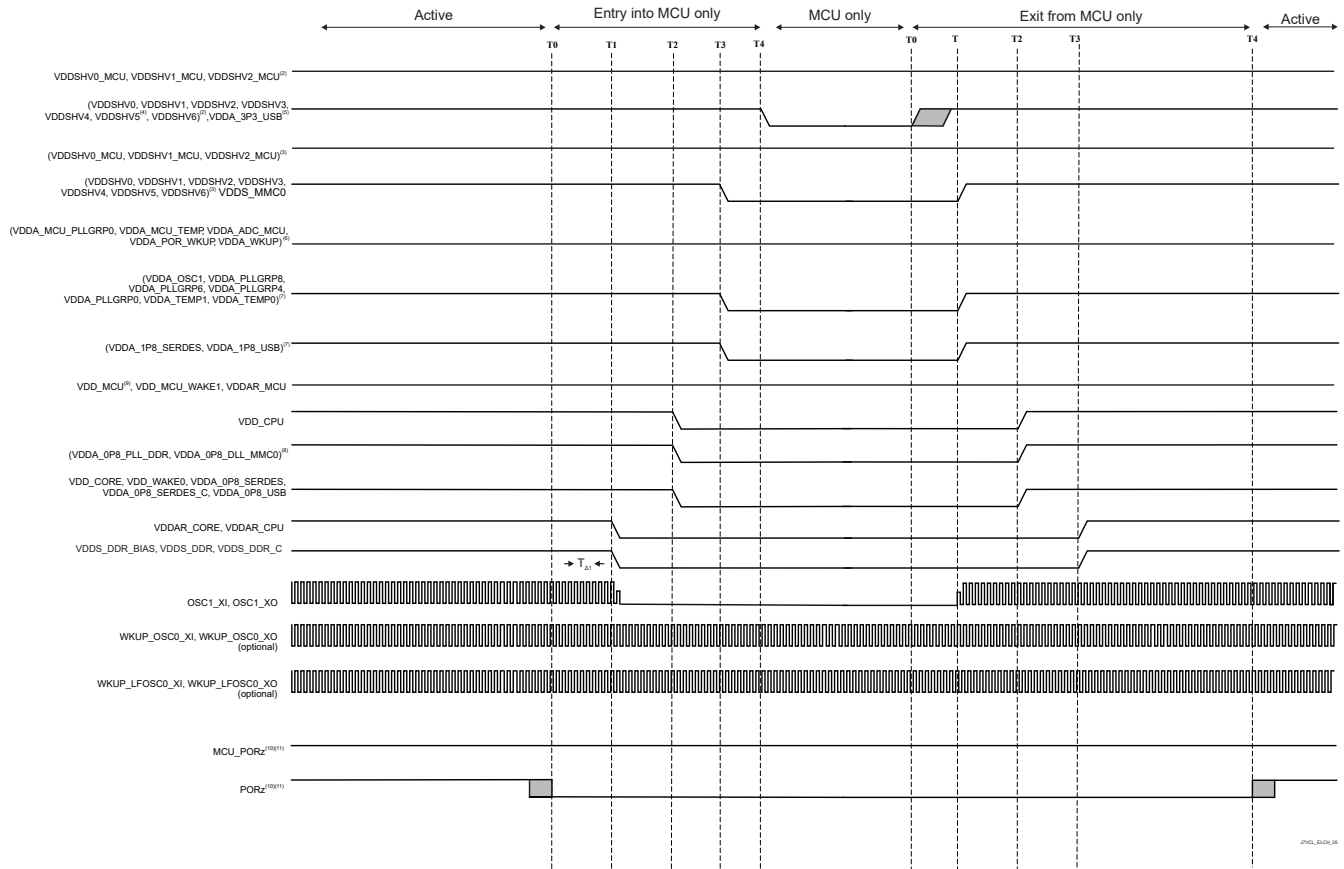 Active
Entry into MCU only
MCU only
Exit from MCU only
Active
T0
T1
T2
T3
T4
T0
T
T2
T3
T4
VDDSHV0_MCU, VDDSHV1_MCU, VDDSHV2_MCU(2)
(VDDSHV0, VDDSHV1, VDDSHV2, VDDSHV3,
VDDSHV4, VDDSHV5(4), VDDSHV6)(2),VDDA_3P3_USB(5)
(VDDSHV0_MCU, VDDSHV1_MCU, VDDSHV2_MCU)(3)
(VDDSHV0, VDDSHV1, VDDSHV2, VDDSHV3,
VDDSHV4, VDDSHV5, VDDSHV6)(3) VDDS_MMC0
(VDDA_MCU_PLLGRP0, VDDA_MCU_TEMP, VDDA_ADC_MCU,
VDDA_POR_WKUP, VDDA_WKUP)(6)
(VDDA_OSC1, VDDA_PLLGRP8,
VDDA_PLLGRP6, VDDA_PLLGRP4,
VDDA_PLLGRP0, VDDA_TEMP1, VDDA_TEMP0)(7)
(VDDA_1P8_SERDES, VDDA_1P8_USB)(7)
VDD_MCU(9), VDD_MCU_WAKE1, VDDAR_MCU
VDD_CPU
(VDDA_0P8_PLL_DDR, VDDA_0P8_DLL_MMC0)(8)
VDD_CORE, VDD_WAKE0, VDDA_0P8_SERDES,
VDDA_0P8_SERDES_C, VDDA_0P8_USB
VDDAR_CORE, VDDAR_CPU
VDDS_DDR_BIAS, VDDS_DDR, VDDS_DDR_C
TΔ1
OSC1_XI, OSC1_XO
WKUP_OSC0_XI, WKUP_OSC0_XO
(optional)
WKUP_LFOSC0_XI, WKUP_LFOSC0_XO
(optional)
MCU_PORz(10)(11)
PORz(10)(11)
J7VCL_ELCH_05